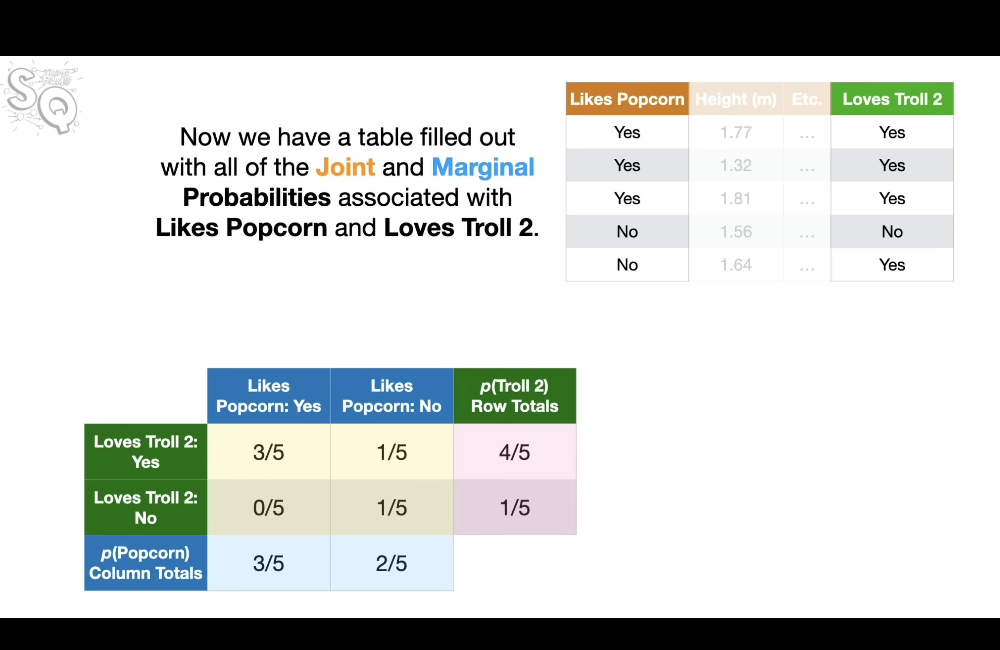 SQ
TRIPLE
BAM!!!
Now we have a table filled out
with all of the Joint and Marginal
Probabilities associated with
Likes Popcorn and Loves Troll 2.
Likes Popcorn Height (m) Etc. Loves Troll 2
Yes 1.77 ... Yes
Yes 1.32 ... Yes
Yes 1.81 ... Yes
No 1.56 ... No
No 1.64 ... Yes
Likes Likes p(Troll 2)
Popcorn: Yes Popcorn: No Row Totals
Loves Troll 2:
Yes
3/5 1/5 4/5
Loves Troll 2:
No
0/5 1/5 1/5
p(Popcorn)
Column Totals
3/5 2/5